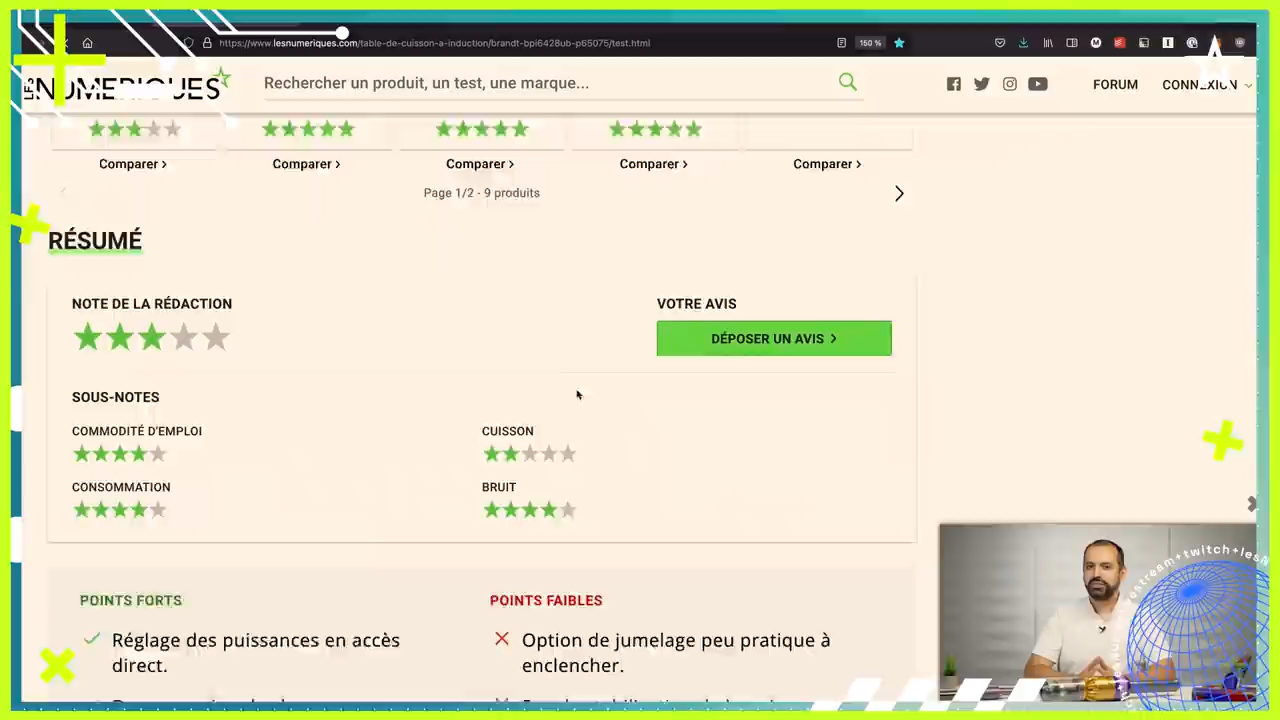 https://www.lesnumeriques.com/table-de-cuisson-a-induction/brandt-bpi6428ub-p65075/test.html
150 %
LES NUMERIQUES
Rechercher un produit, un test, une marque...
FORUM
CONNEXION
Comparer >
Comparer >
Comparer >
Comparer >
Comparer >
Page 1/2 - 9 produits
RÉSUMÉ
NOTE DE LA RÉDACTION
VOTRE AVIS
DÉPOSER UN AVIS >
SOUS-NOTES
COMMODITÉ D'EMPLOI
CUISSON
CONSOMMATION
BRUIT
POINTS FORTS
POINTS FAIBLES
Réglage des puissances en accès
direct.
Option de jumelage peu pratique à
enclencher.